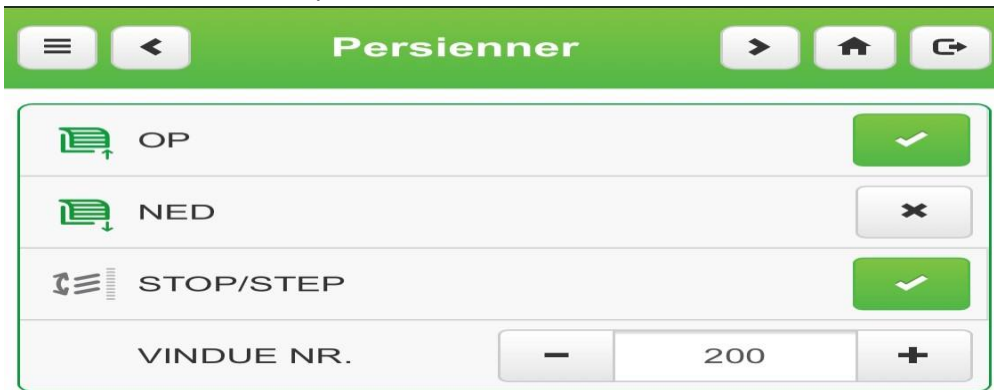 Persienner
OP
NED
STOP/STEP
VINDUE NR. 200